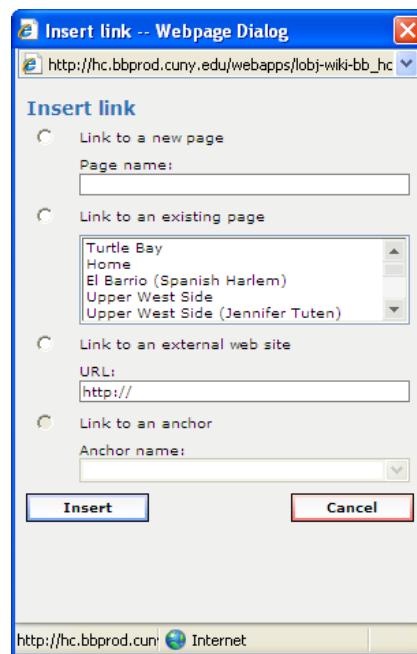 Insert link -- Webpage Dialog
http://hc.bbprod.cuny.edu/webapps/lobj-wiki-bb_hc
Insert link
Link to a new page
Page name:
Link to an existing page
Turtle Bay
Home
El Barrio (Spanish Harlem)
Upper West Side
Upper West Side (Jennifer Tuten)
Link to an external web site
URL:
http://
Link to an anchor
Anchor name:
Insert Cancel
http://hc.bbprod.cun Internet